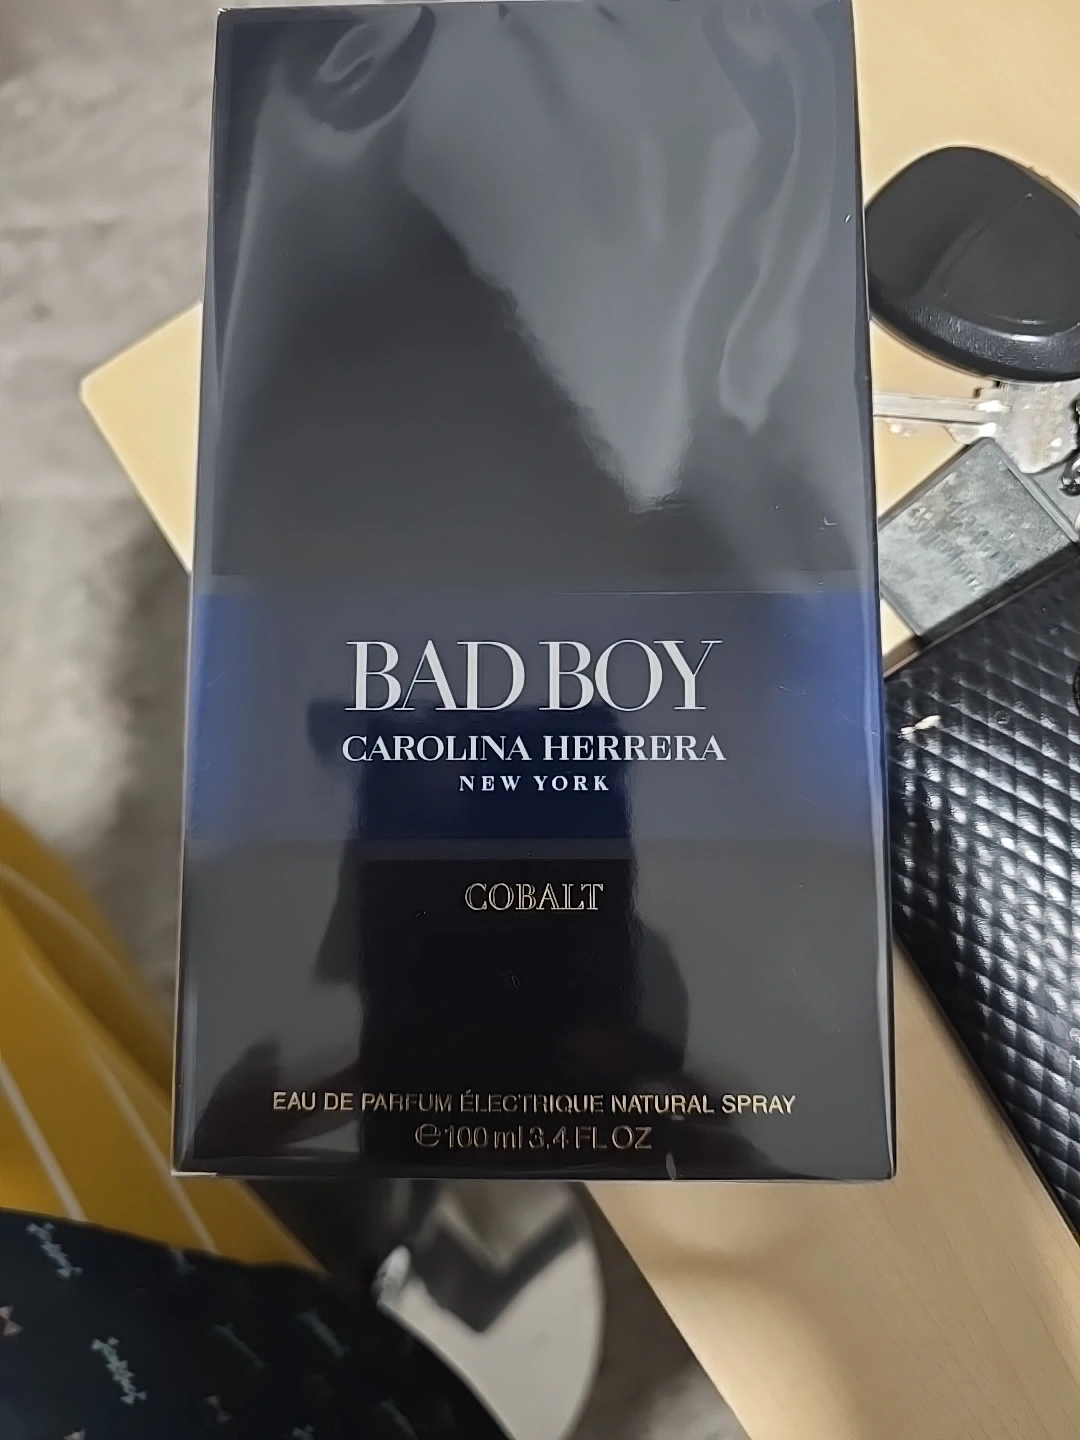 BAD BOY
CAROLINA HERRERA
NEW YORK
COBALT
EAU DE PARFUM ÉLECTRIQUE NATURAL SPRAY
℮100 ml 3.4 FL OZ